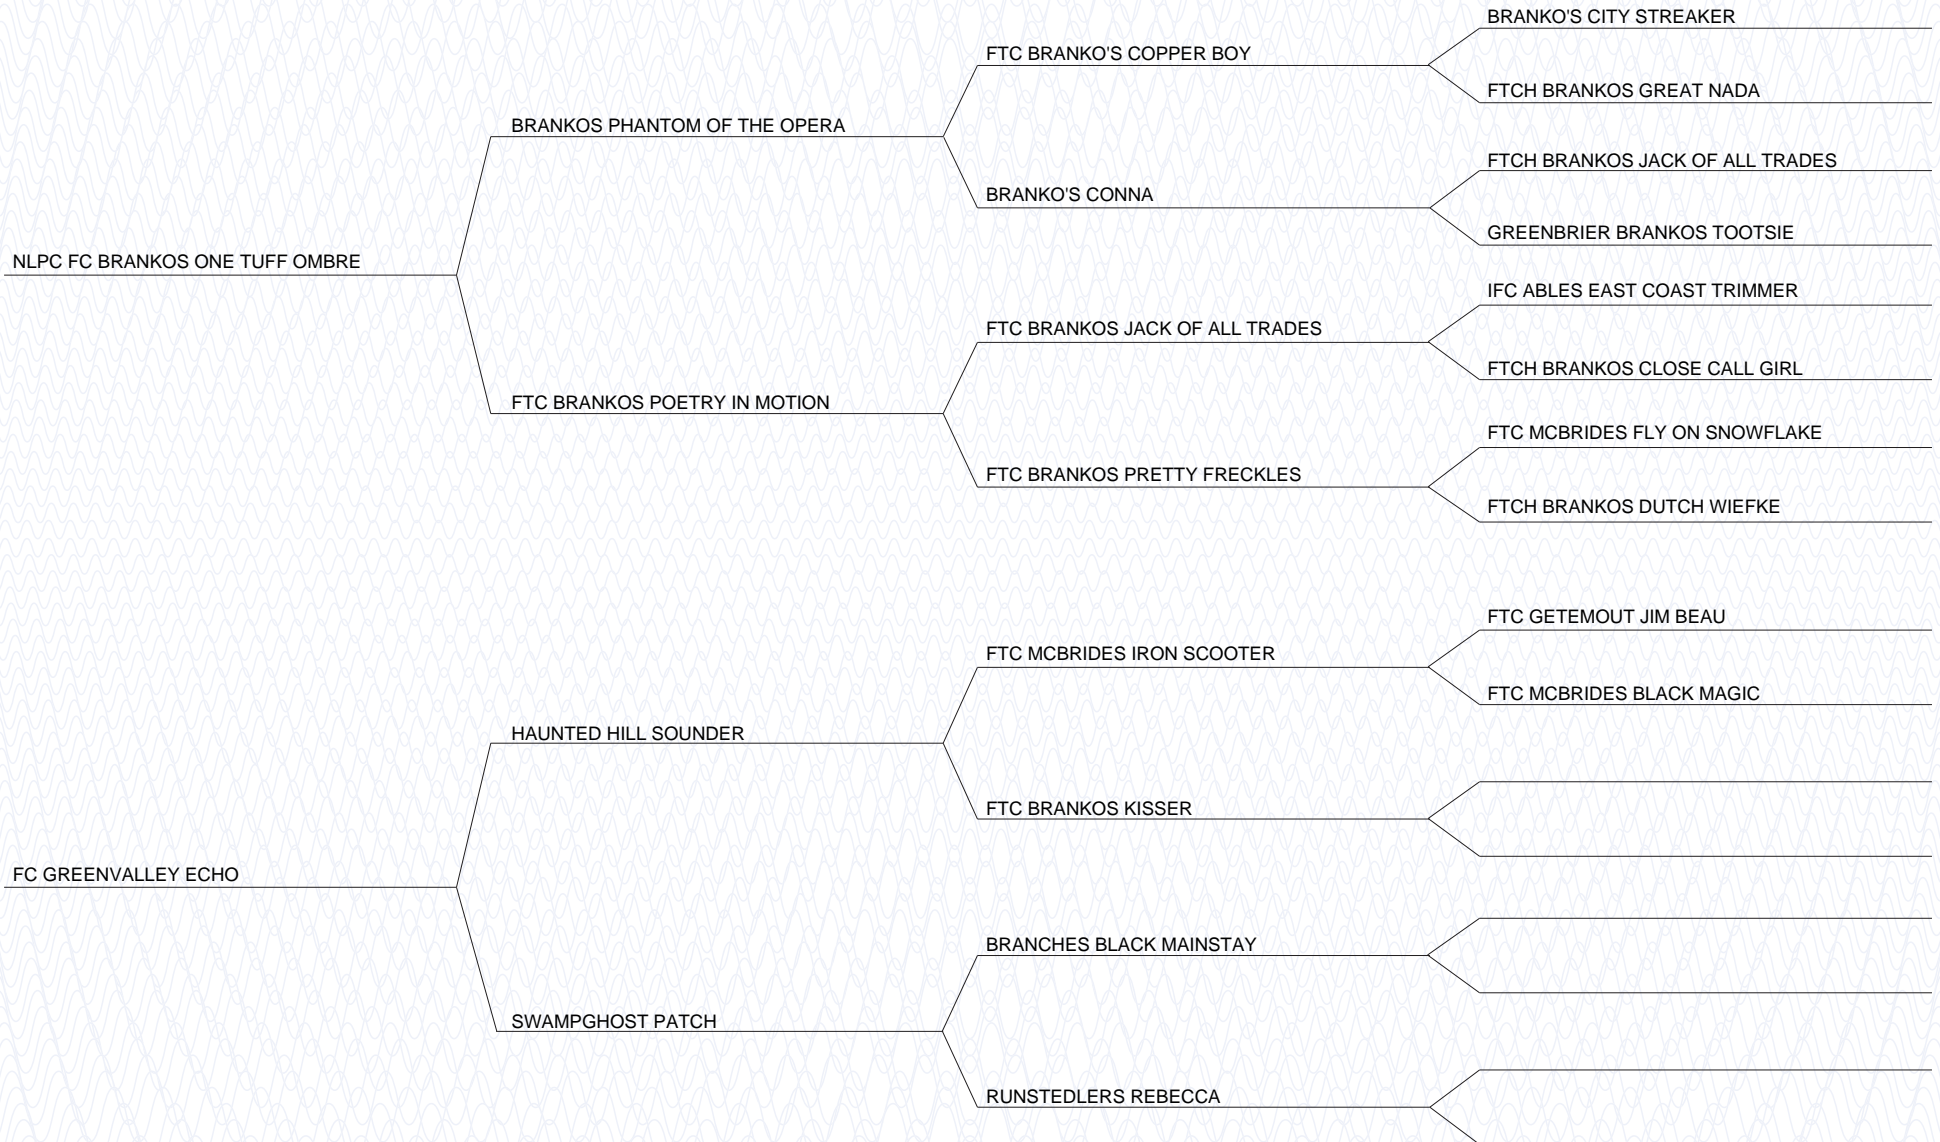 BRANKO'S CITY STREAKER
FTC BRANKO'S COPPER BOY
FTCH BRANKOS GREAT NADA
BRANKOS PHANTOM OF THE OPERA
FTCH BRANKOS JACK OF ALL TRADES
BRANKO'S CONNA
GREENBRIER BRANKOS TOOTSIE
NLPC FC BRANKOS ONE TUFF OMBRE
IFC ABLES EAST COAST TRIMMER
FTC BRANKOS JACK OF ALL TRADES
FTCH BRANKOS CLOSE CALL GIRL
FTC BRANKOS POETRY IN MOTION
FTC MCBRIDES FLY ON SNOWFLAKE
FTC BRANKOS PRETTY FRECKLES
FTCH BRANKOS DUTCH WIEFKE
FTC GETEMOUT JIM BEAU
FTC MCBRIDES IRON SCOOTER
FTC MCBRIDES BLACK MAGIC
HAUNTED HILL SOUNDER
FTC BRANKOS KISSER
FC GREENVALLEY ECHO
BRANCHES BLACK MAINSTAY
SWAMPGHOST PATCH
RUNSTEDLERS REBECCA